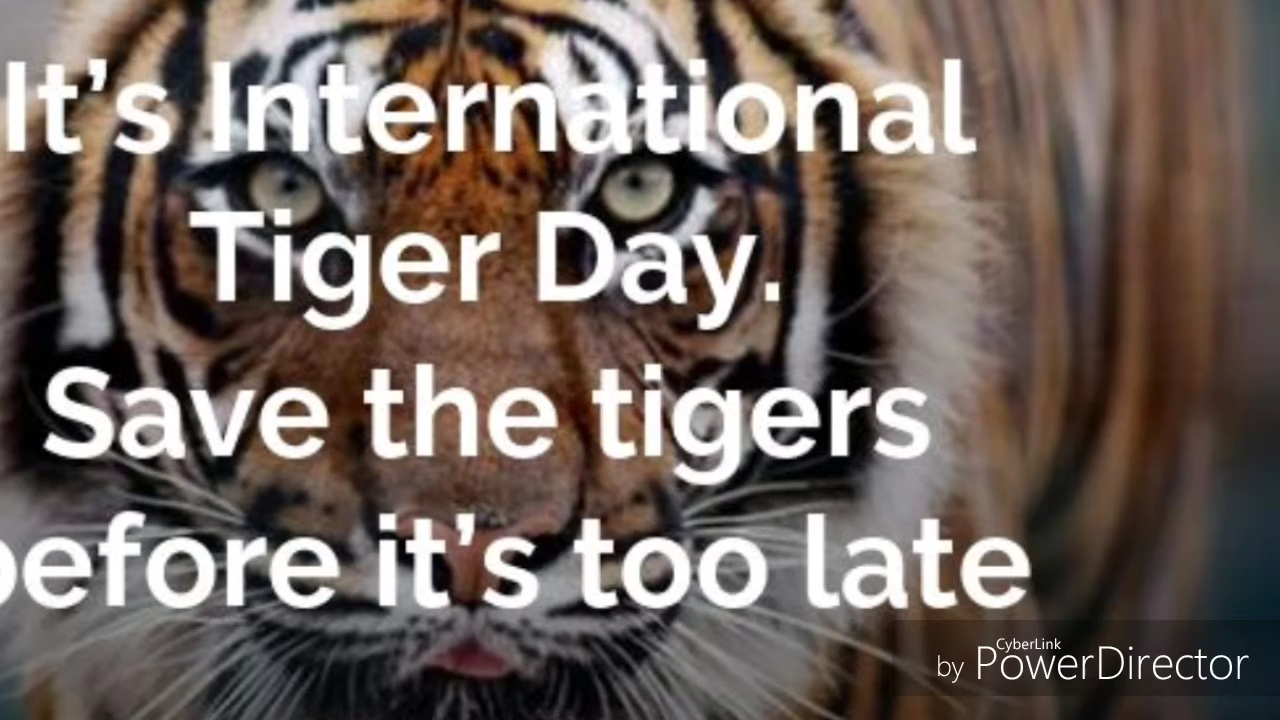 It’s International
Tiger Day.
Save the tigers
before it’s too late
by CyberLink PowerDirector